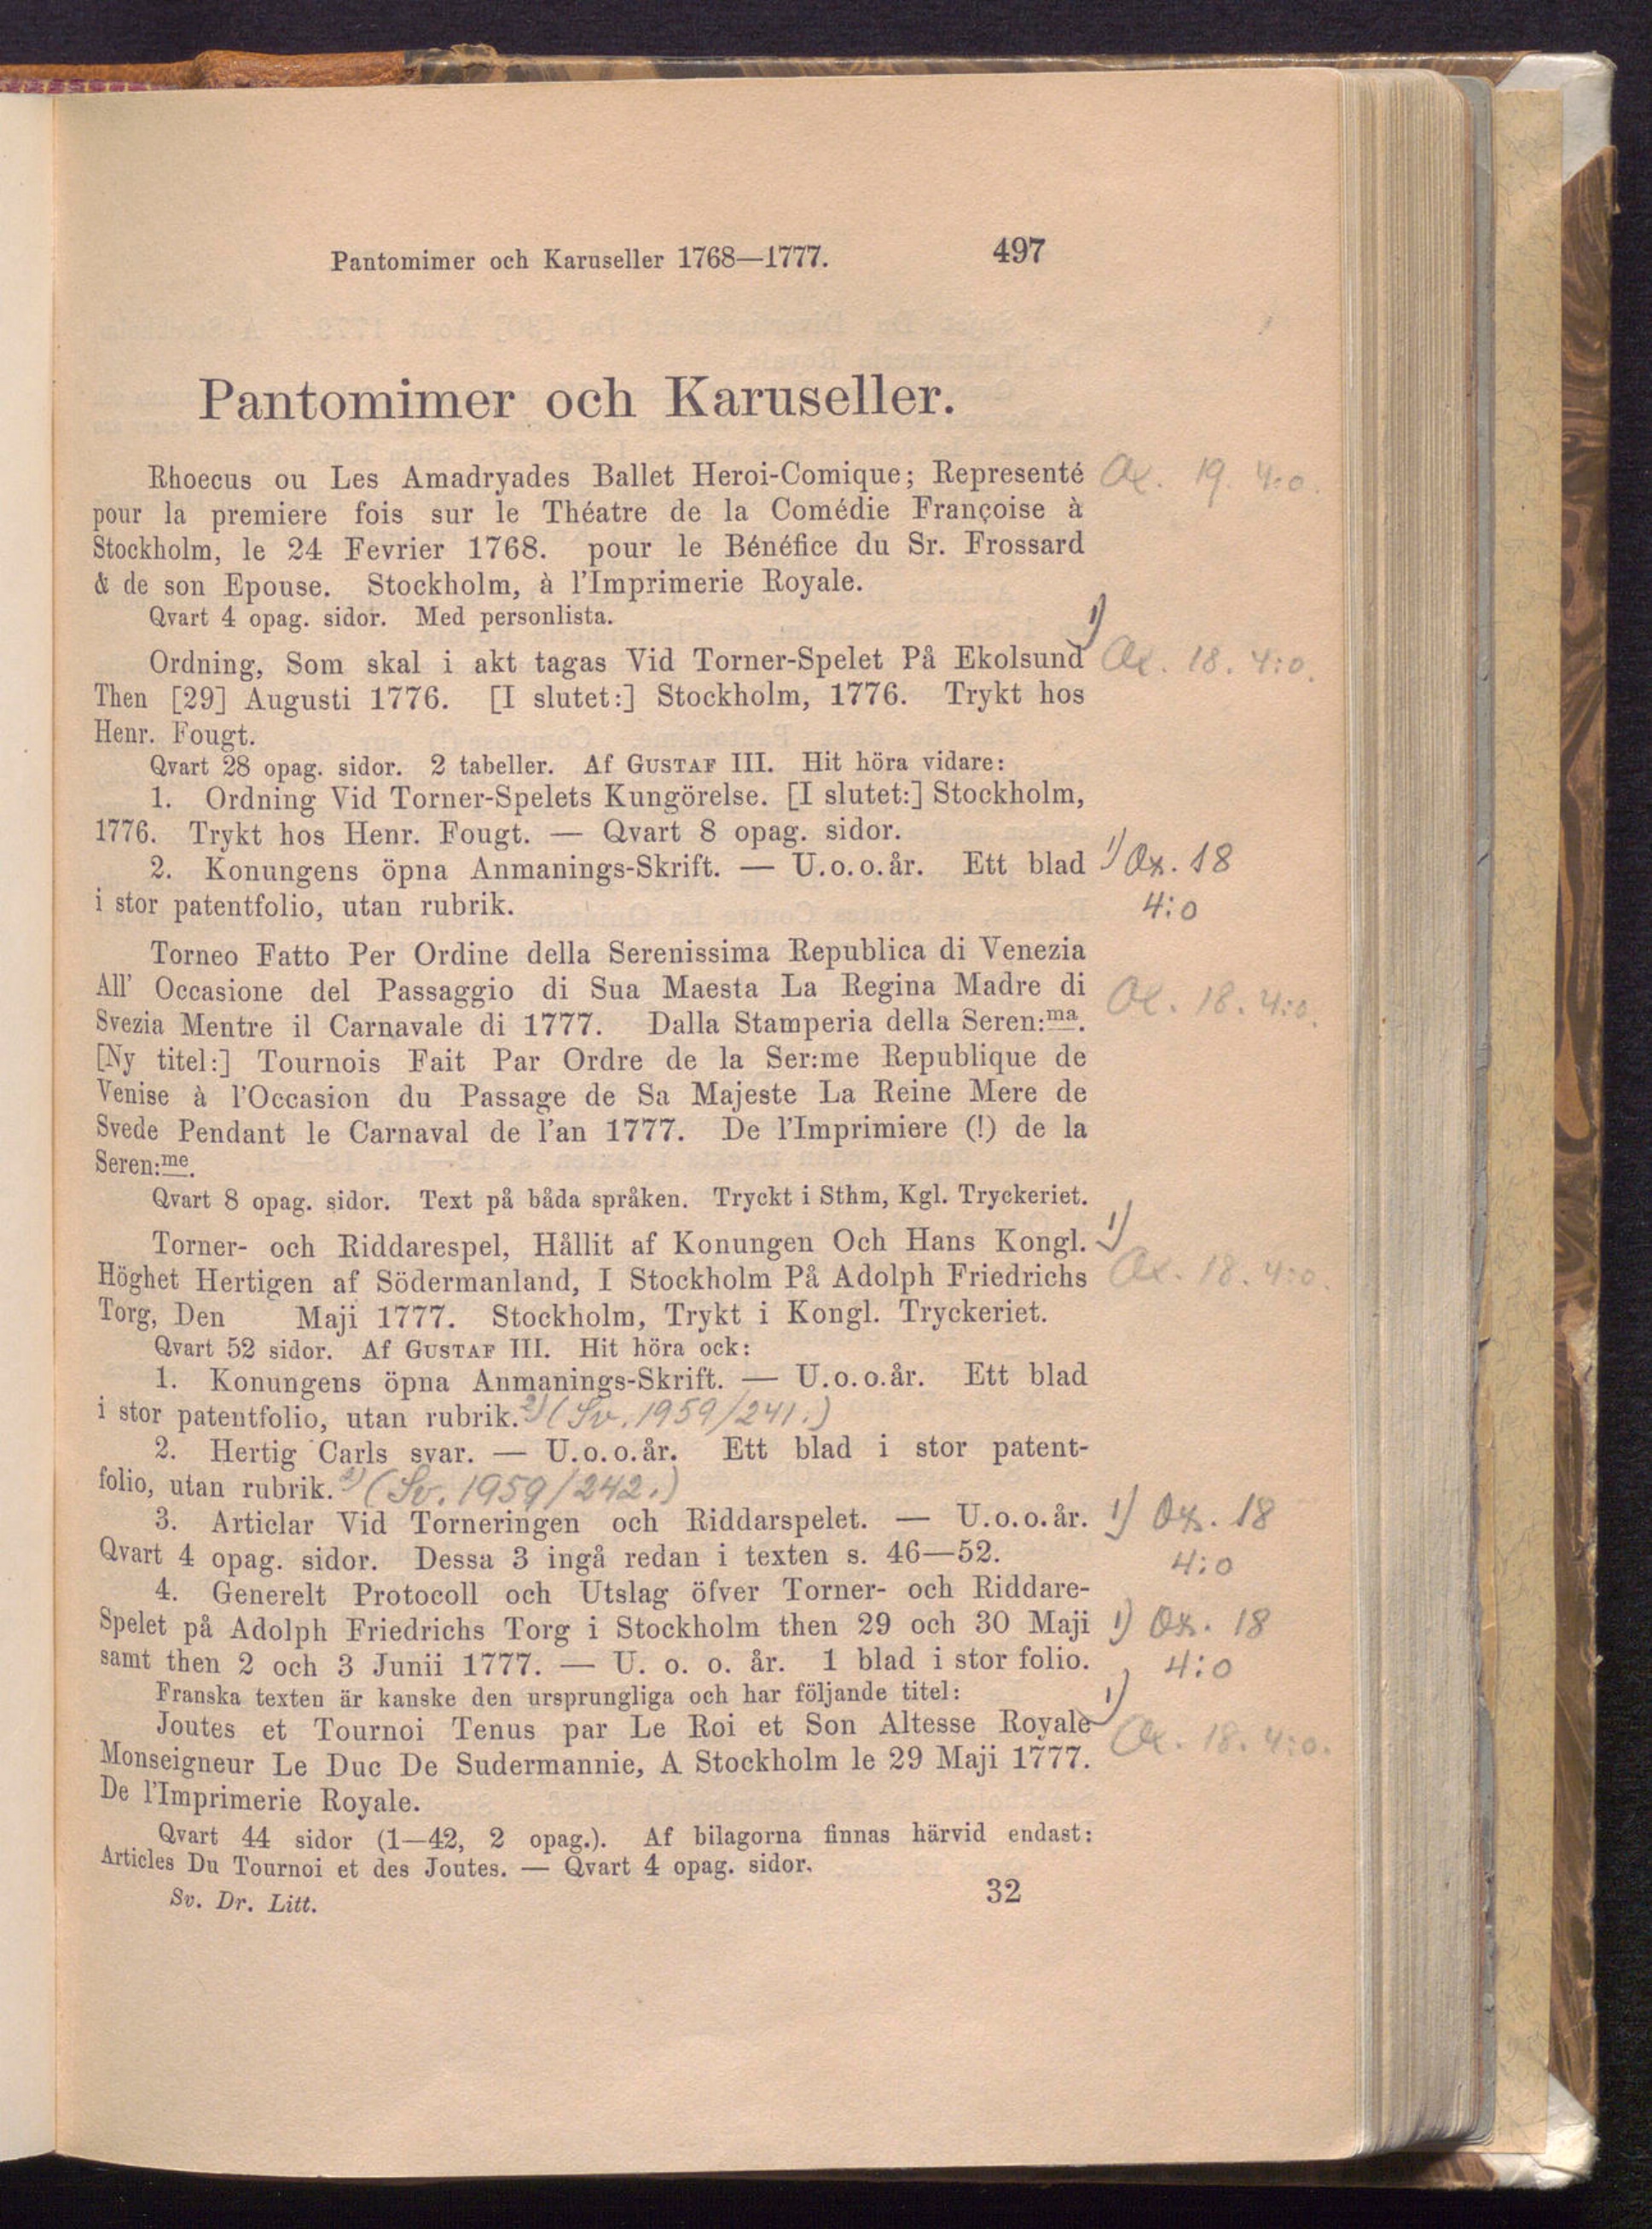 Pantomimer och Karuseller 1768—1777. 497
Pantomimer och Karuseller.
Rhoecus ou Les Amadryades Ballet Heroi-Comique; Representé
pour la premiere fois sur le Théatre de la Comédie Françoise à
Stockholm, le 24 Fevrier 1768. pour le Bénéfice du Sr. Frossard
& de son Epouse. Stockholm, à l'Imprimerie Royale.
Qvart 4 opag. sidor. Med personlista.
Ordning, Som skal i akt tagas Vid Torner-Spelet På Ekolsund
Then [29] Augusti 1776. [I slutet:] Stockholm, 1776. Trykt hos
Henr. Fougt.
Qvart 28 opag. sidor. 2 tabeller. Af GUSTAF III. Hit höra vidare:
1. Ordning Vid Torner-Spelets Kungörelse. [I slutet:] Stockholm,
1776. Trykt hos Henr. Fougt. — Qvart 8 opag. sidor.
2. Konungens öpna Anmanings-Skrift. — U.o.o.år. Ett blad 1) Ox. 18
i stor patentfolio, utan rubrik. 4:o
Torneo Fatto Per Ordine della Serenissima Republica di Venezia
All' Occasione del Passaggio di Sua Maesta La Regina Madre di
Svezia Mentre il Carnavale di 1777. Dalla Stamperia della Seren:ma.
[Ny titel:] Tournois Fait Par Ordre de la Ser:me Republique de
Venise à l'Occasion du Passage de Sa Majeste La Reine Mere de
Svede Pendant le Carnaval de l'an 1777. De l'Imprimiere (!) de la
Seren:me.
Qvart 8 opag. sidor. Text på båda språken. Tryckt i Sthm, Kgl. Tryckeriet.
Torner- och Riddarespel, Hållit af Konungen Och Hans Kongl. 1)
Höghet Hertigen af Södermanland, I Stockholm På Adolph Friedrichs
Torg, Den Maji 1777. Stockholm, Trykt i Kongl. Tryckeriet.
Qvart 52 sidor. Af GUSTAF III. Hit höra ock:
1. Konungens öpna Anmanings-Skrift. — U.o.o.år. Ett blad
i stor patentfolio, utan rubrik. 2) (Sv. 1959/241.)
2. Hertig Carls svar. — U.o.o.år. Ett blad i stor patent-
folio, utan rubrik. 2) (Sv. 1959/242.)
3. Articlar Vid Torneringen och Riddarspelet. — U.o.o.år. 1) Ox. 18
Qvart 4 opag. sidor. Dessa 3 ingå redan i texten s. 46—52. 4:o
4. Generelt Protocoll och Utslag öfver Torner- och Riddare-
Spelet på Adolph Friedrichs Torg i Stockholm then 29 och 30 Maji 1) Ox. 18
samt then 2 och 3 Junii 1777. — U. o. o. år. 1 blad i stor folio. 4:o
Franska texten är kanske den ursprungliga och har följande titel:
Joutes et Tournoi Tenus par Le Roi et Son Altesse Royale 1)
Monseigneur Le Duc De Sudermannie, A Stockholm le 29 Maji 1777.
De l'Imprimerie Royale.
Qvart 44 sidor (1—42, 2 opag.). Af bilagorna finnas härvid endast:
Articles Du Tournoi et des Joutes. — Qvart 4 opag. sidor.
Sv. Dr. Litt. 32